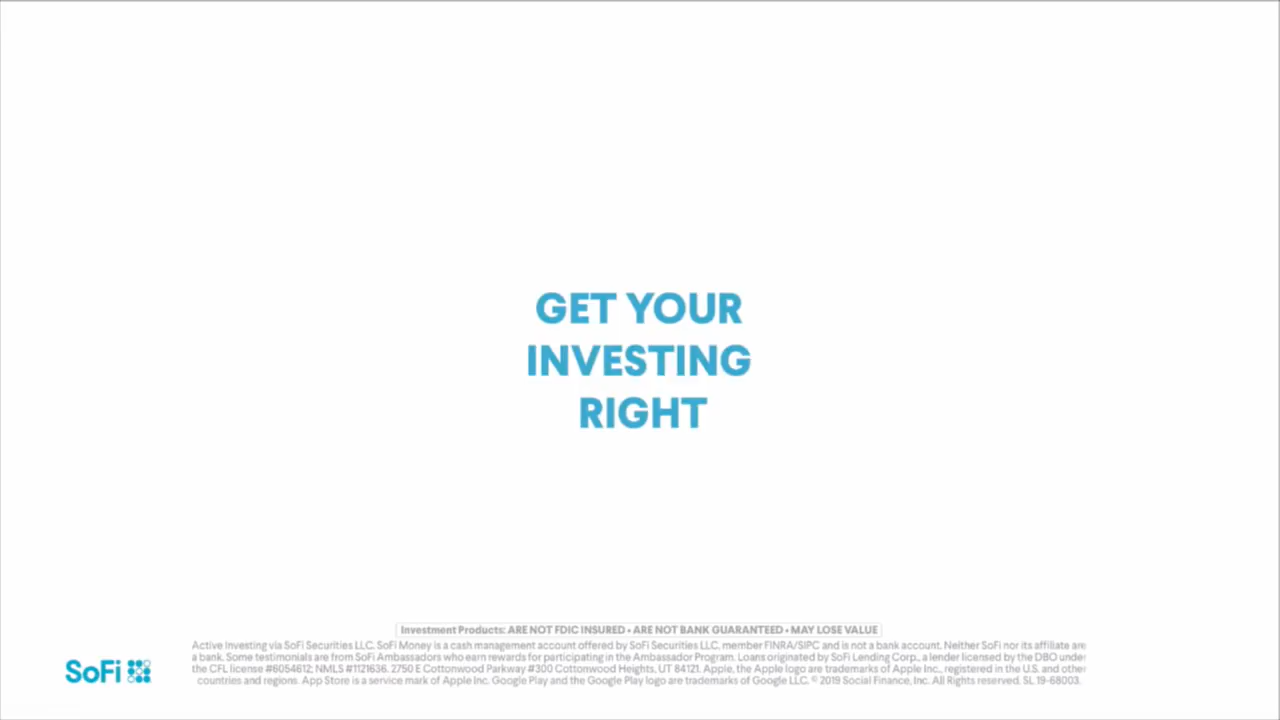 GET YOUR
INVESTING
RIGHT
Investment Products: ARE NOT FDIC INSURED • ARE NOT BANK GUARANTEED • MAY LOSE VALUE
Active Investing via SoFi Securities LLC. SoFi Money is a cash management account offered by SoFi Securities LLC, member FINRA/SIPC and is not a bank account. Neither SoFi nor its affiliate are
a bank. Some testimonials are from SoFi Ambassadors who earn rewards for participating in the Ambassador Program. Loans originated by SoFi Lending Corp., a lender licensed by the DBO under
the CFL license #6054612; NMLS #1121636. 2750 E Cottonwood Parkway #300 Cottonwood Heights, UT 84121. Apple, the Apple logo are trademarks of Apple Inc., registered in the U.S. and other
countries and regions. App Store is a service mark of Apple Inc. Google Play and the Google Play logo are trademarks of Google LLC. © 2019 Social Finance, Inc. All Rights reserved. SL 19-68003.
SoFi